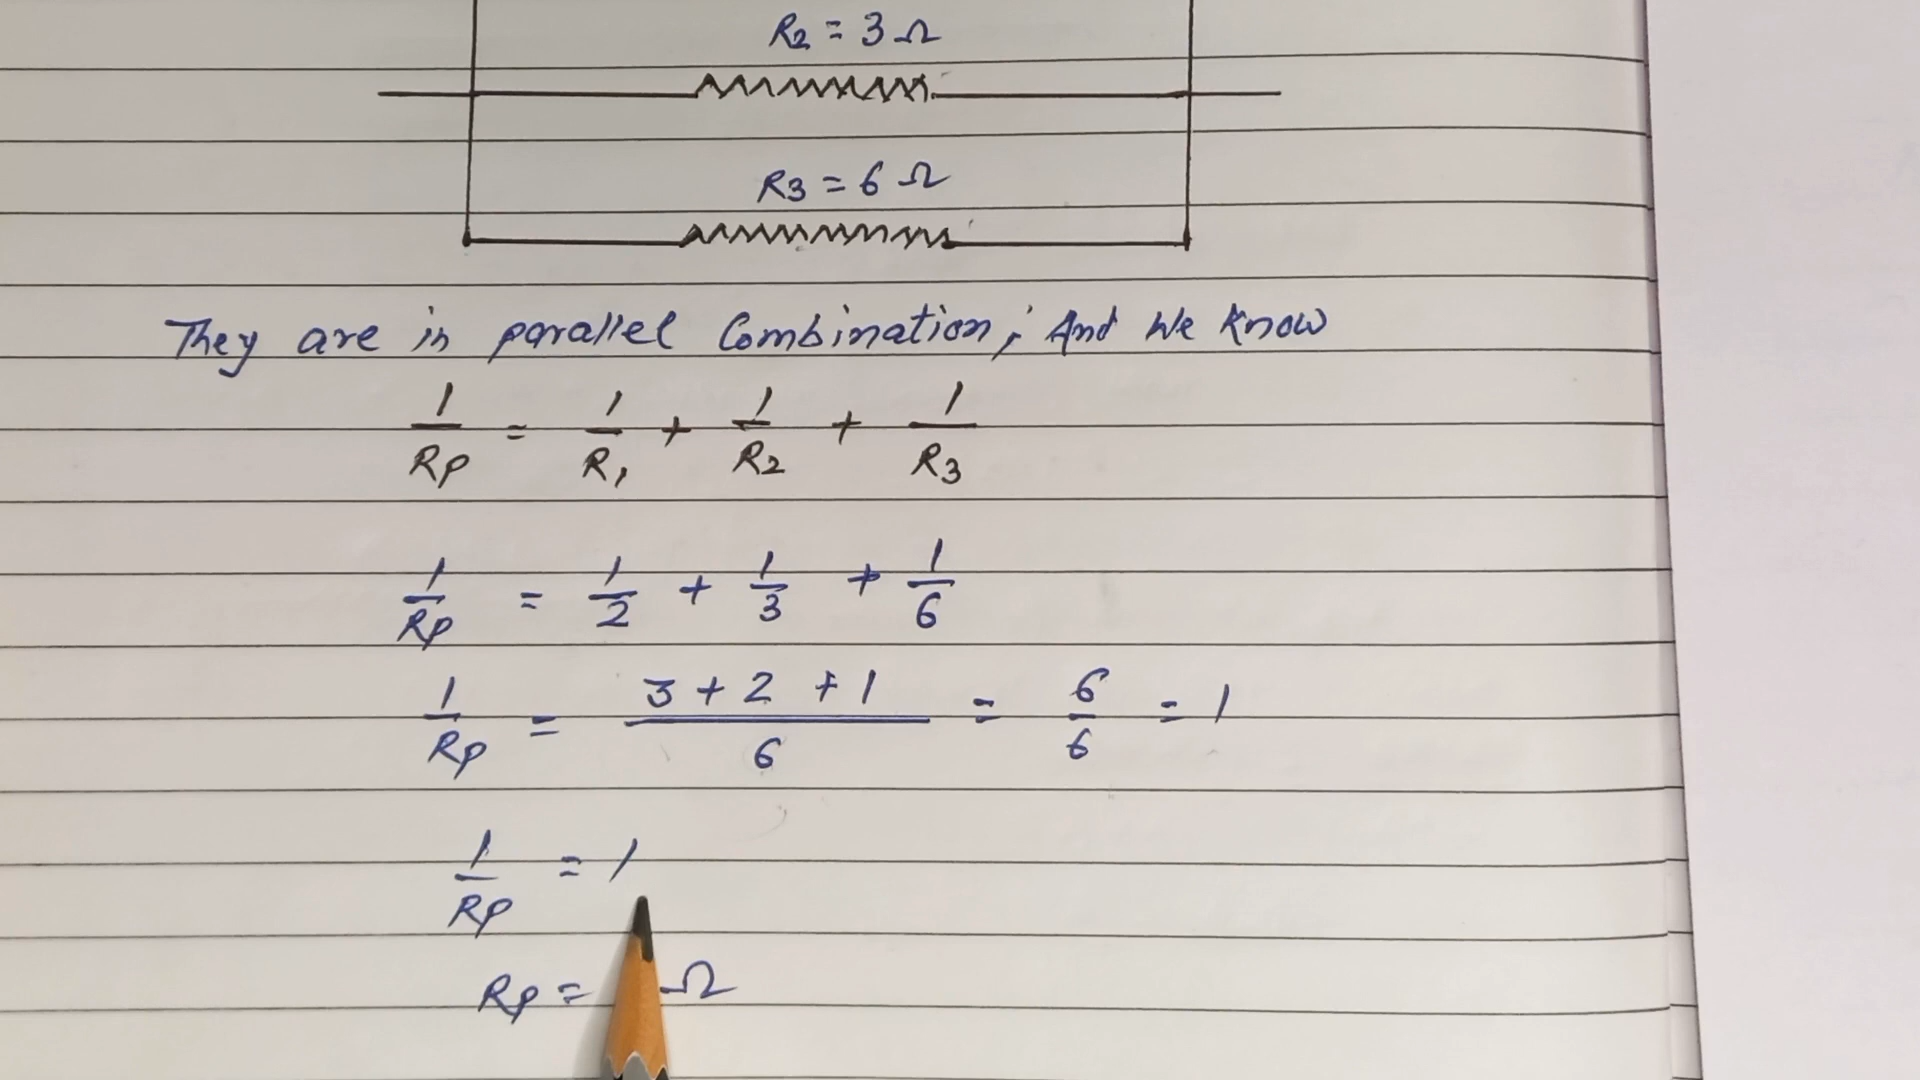 R2 = 3 Ω
R3 = 6 Ω
They are in parallel Combination; And We Know
1/Rp = 1/R1 + 1/R2 + 1/R3
1/Rp = 1/2 + 1/3 + 1/6
1/Rp = 3 + 2 + 1/6 = 6/6 = 1
1/Rp = 1
Rp = Ω